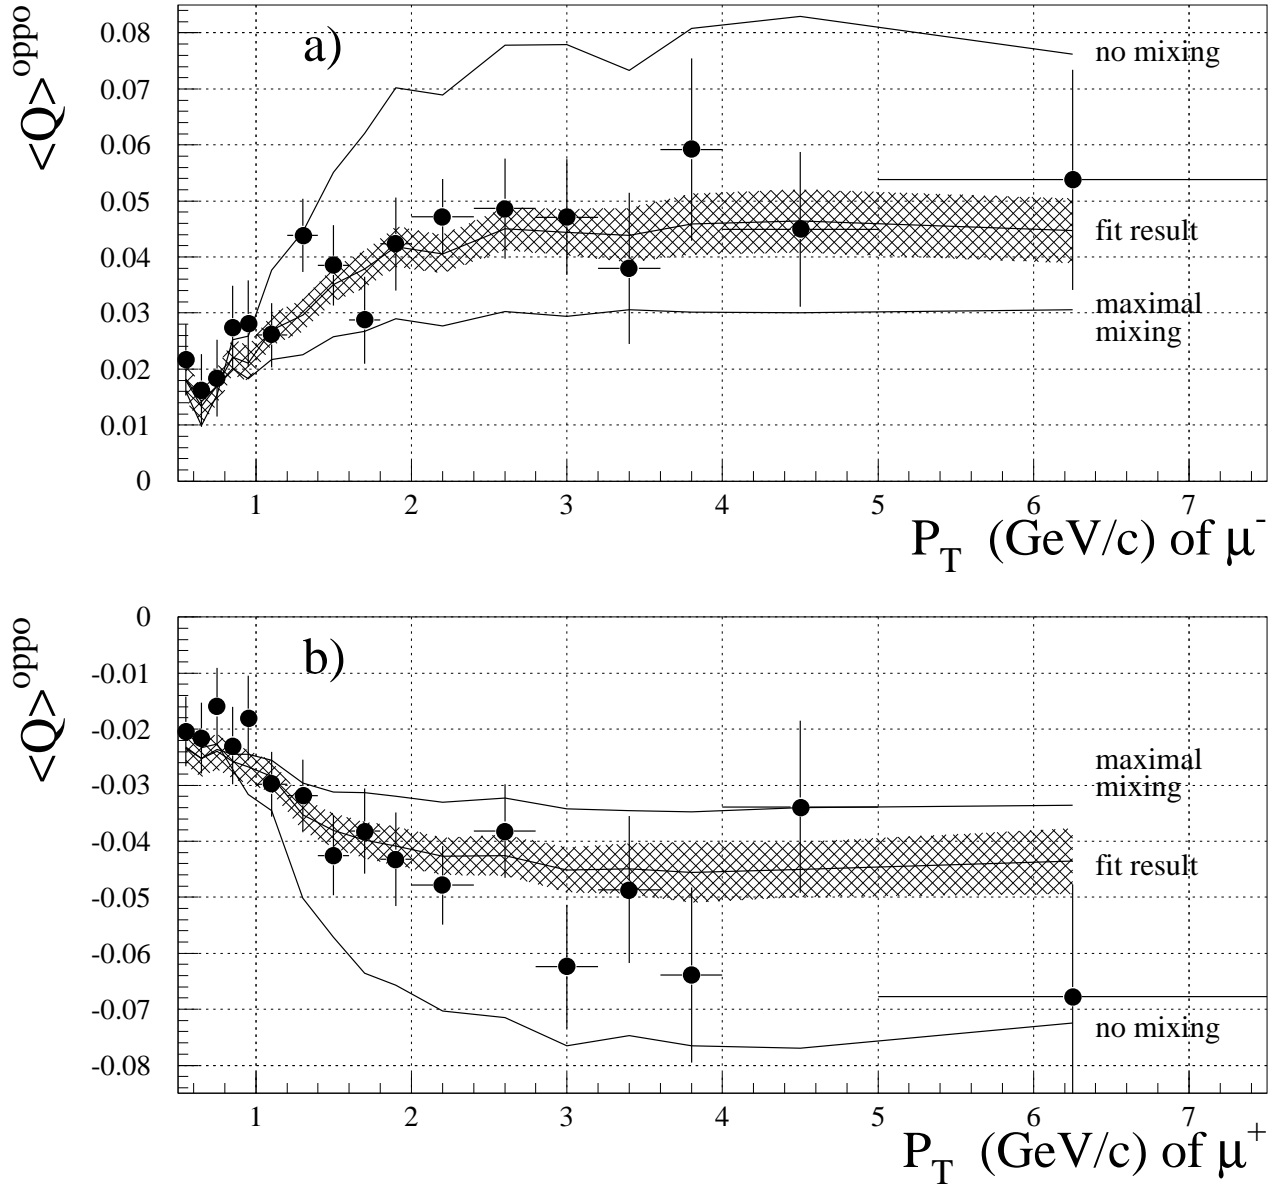 <Q>oppo
a)
0.08
0.07
0.06
0.05
0.04
0.03
0.02
0.01
0
no mixing
fit result
maximal
mixing
1 2 3 4 5 6 7
P_T (GeV/c) of μ⁻
<Q>oppo
b)
0
-0.01
-0.02
-0.03
-0.04
-0.05
-0.06
-0.07
-0.08
maximal
mixing
fit result
no mixing
1 2 3 4 5 6 7
P_T (GeV/c) of μ⁺